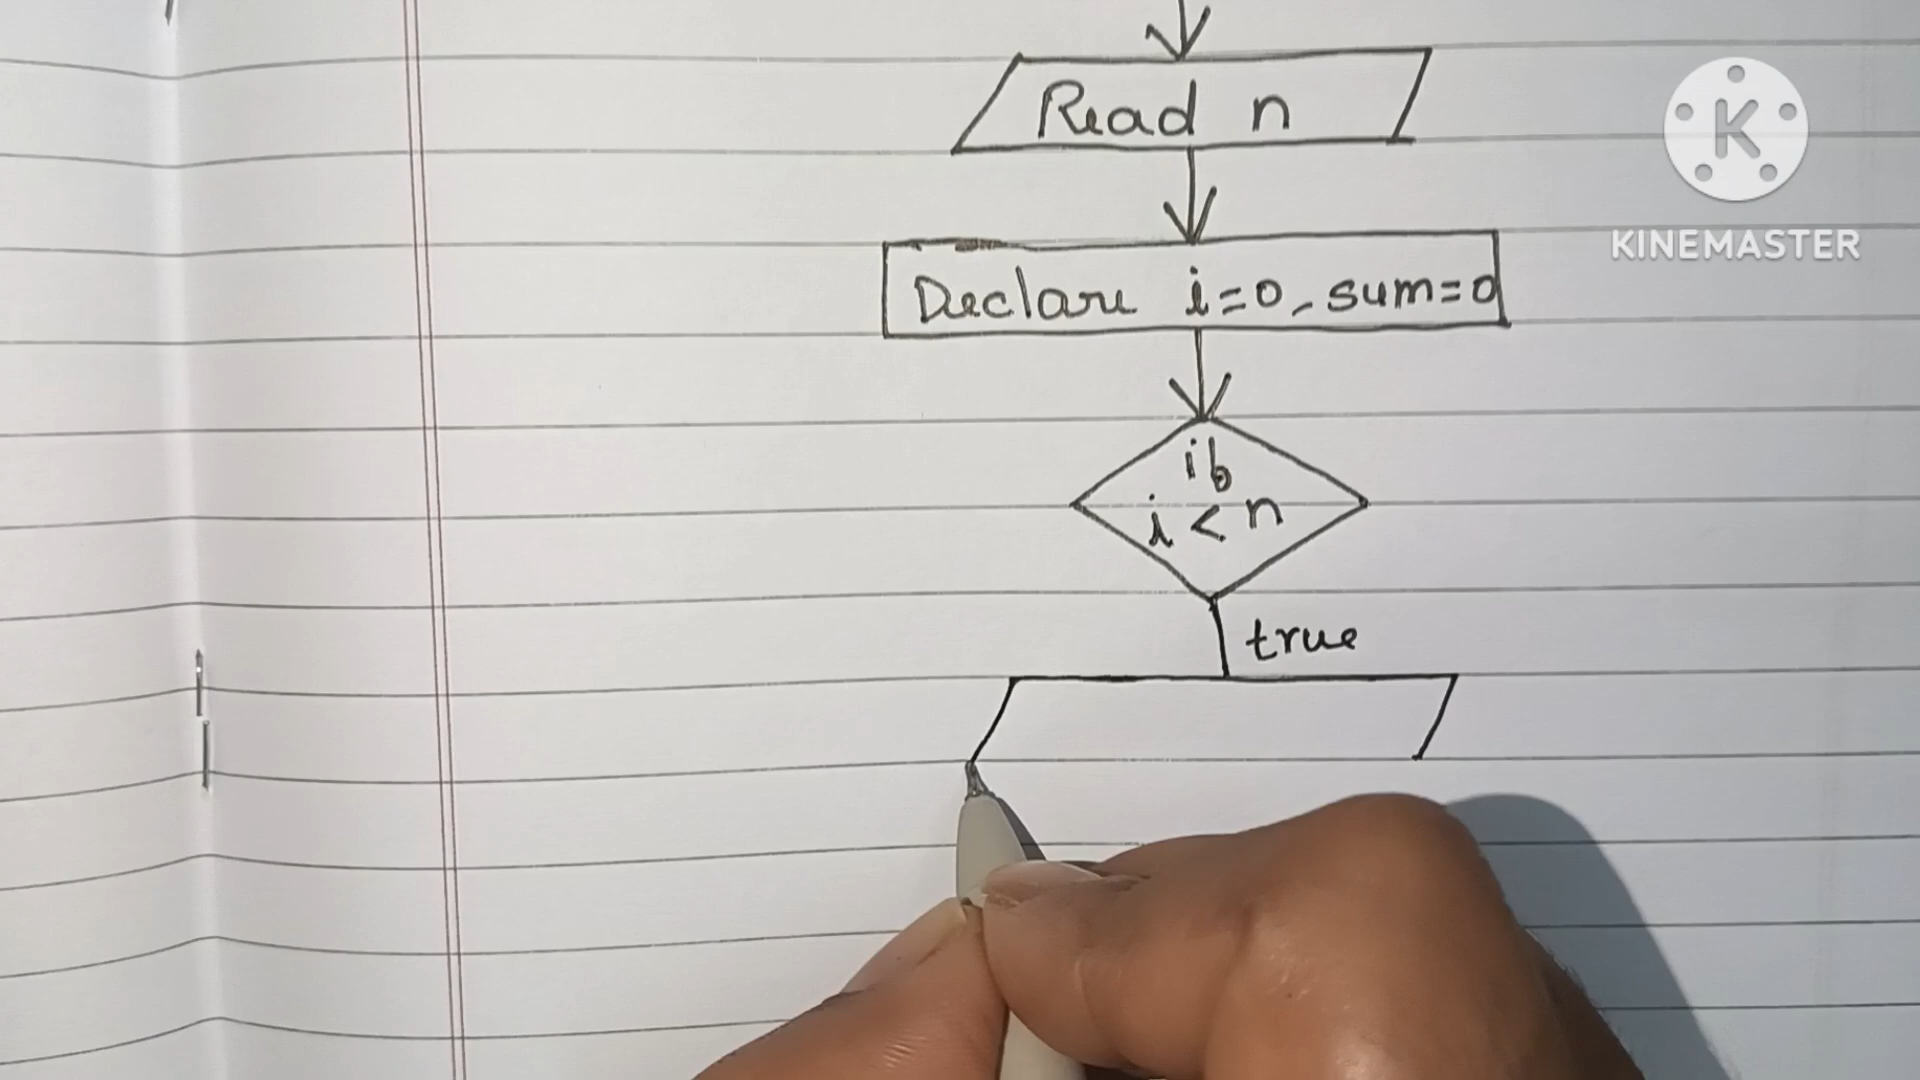 Read n
Declare i=0, sum=0
if
i < n
true
K
KINEMASTER